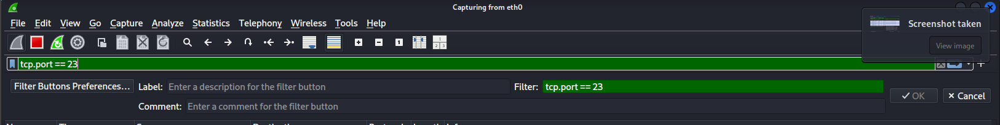 Capturing from eth0
File Edit View Go Capture Analyze Statistics Telephony Wireless Tools Help
Screenshot taken
View image
tcp.port == 23
Filter Buttons Preferences... Label: Enter a description for the filter button Filter: tcp.port == 23
OK Cancel
Comment: Enter a comment for the filter button